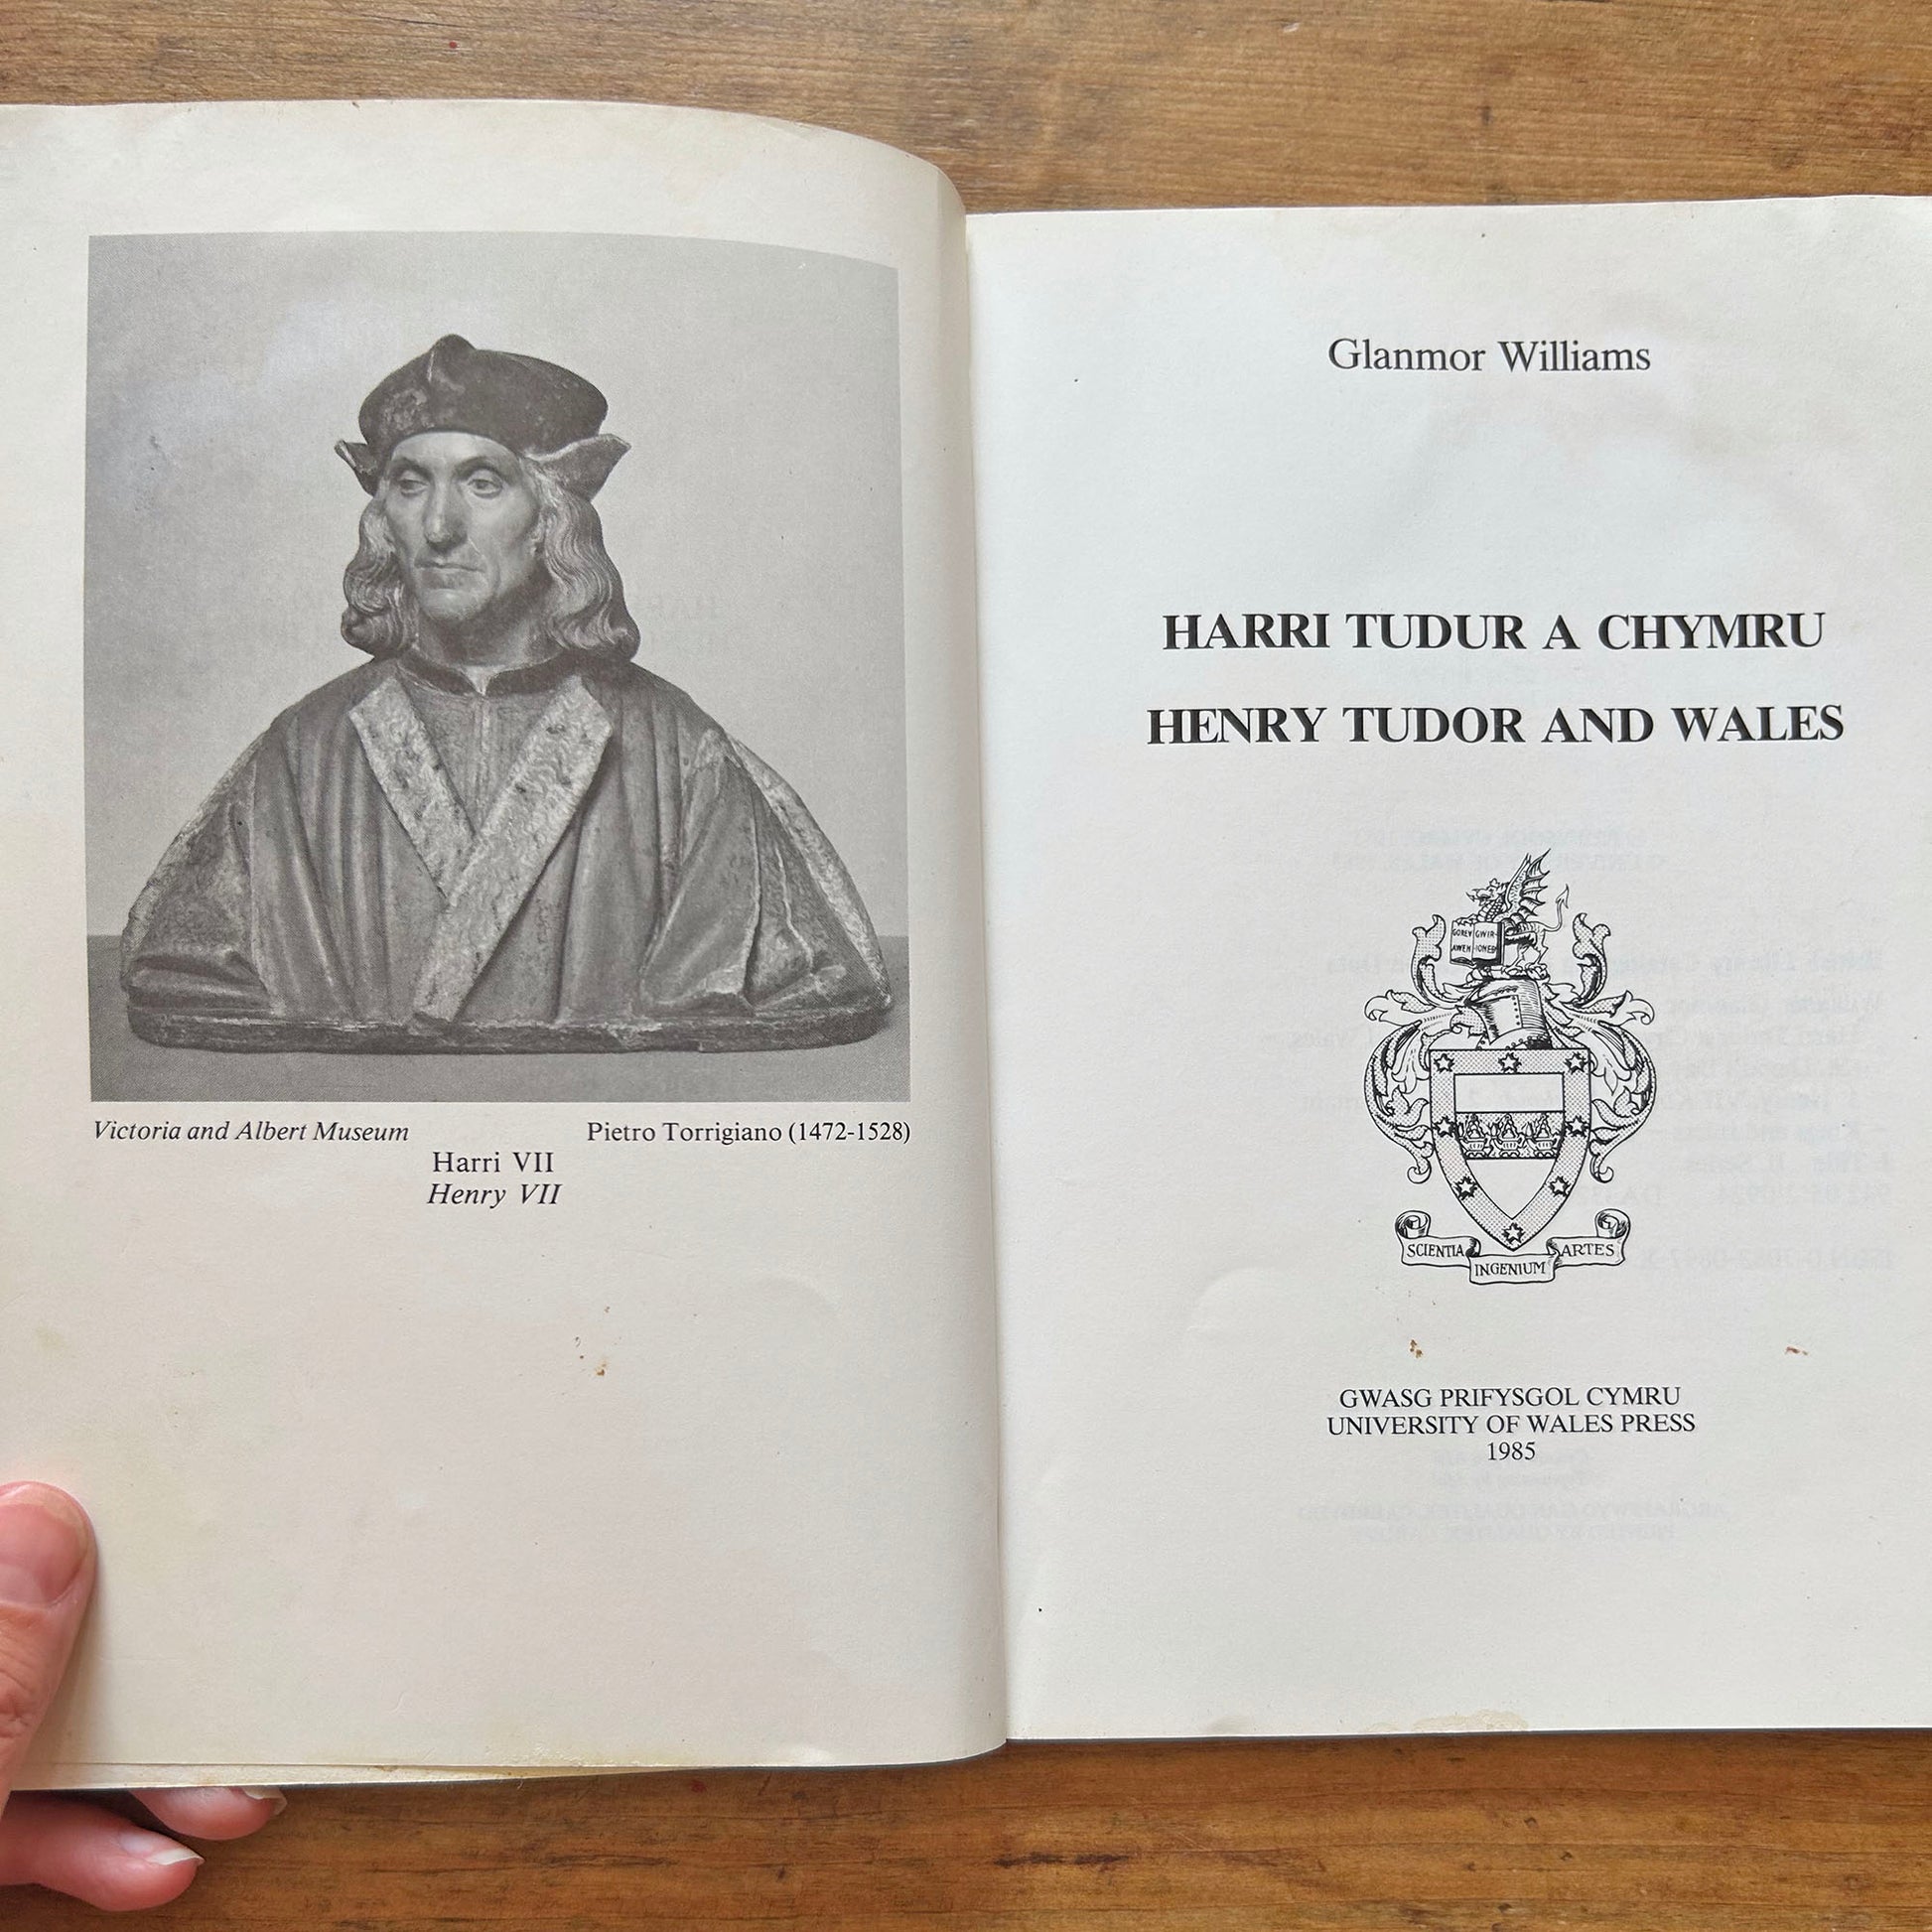 Victoria and Albert Museum
Pietro Torrigiano (1472-1528)
Harri VII
Henry VII
Glanmor Williams
HARRI TUDUR A CHYMRU
HENRY TUDOR AND WALES
GOREU GWIR-
AWEN IONEDD
SCIENTIA INGENIUM ARTES
GWASG PRIFYSGOL CYMRU
UNIVERSITY OF WALES PRESS
1985